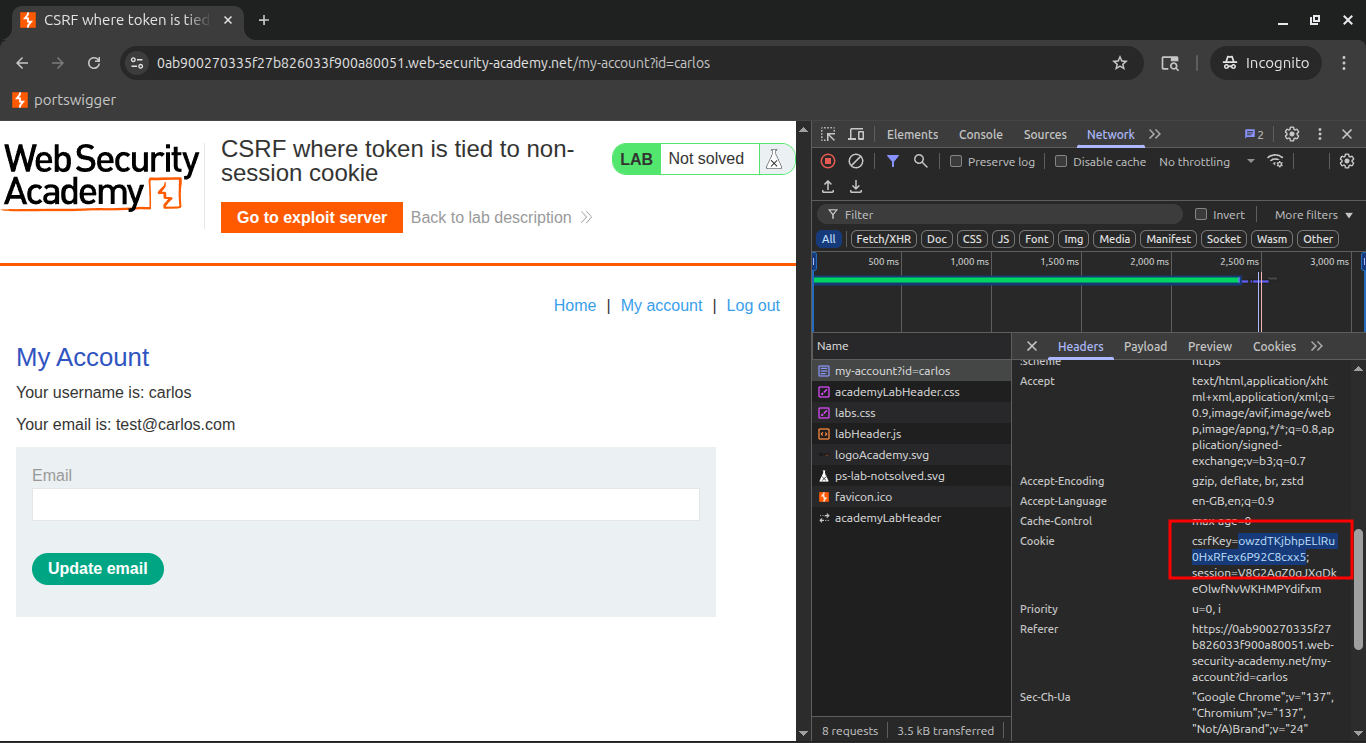 CSRF where token is tied
0ab900270335f27b826033f900a80051.web-security-academy.net/my-account?id=carlos
Incognito
portswigger
Web Security
Academy
CSRF where token is tied to non-
session cookie
LAB
Not solved
Go to exploit server
Back to lab description
Home | My account | Log out
My Account
Your username is: carlos
Your email is: test@carlos.com
Email
Update email
Elements
Console
Sources
Network
2
Preserve log
Disable cache
No throttling
Filter
Invert
More filters
All
Fetch/XHR
Doc
CSS
JS
Font
Img
Media
Manifest
Socket
Wasm
Other
500 ms
1,000 ms
1,500 ms
2,000 ms
2,500 ms
3,000 ms
Name
my-account?id=carlos
academyLabHeader.css
labs.css
labHeader.js
logoAcademy.svg
ps-lab-notsolved.svg
favicon.ico
academyLabHeader
8 requests
3.5 kB transferred
Headers
Payload
Preview
Cookies
:scheme
https
Accept
text/html,application/xht
ml+xml,application/xml;q=
0.9,image/avif,image/web
p,image/apng,*/*;q=0.8,ap
plication/signed-
exchange;v=b3;q=0.7
Accept-Encoding
gzip, deflate, br, zstd
Accept-Language
en-GB,en;q=0.9
Cache-Control
max-age=0
Cookie
csrfKey=owzdTKjbhpELlRu
0HxRFex6P92C8cxx5;
eOlwfNvWKHMPYdifxm
Priority
u=0, i
Referer
https://0ab900270335f27
b826033f900a80051.web-
security-academy.net/my-
account?id=carlos
Sec-Ch-Ua
"Google Chrome";v="137",
"Chromium";v="137",
"Not/A)Brand";v="24"